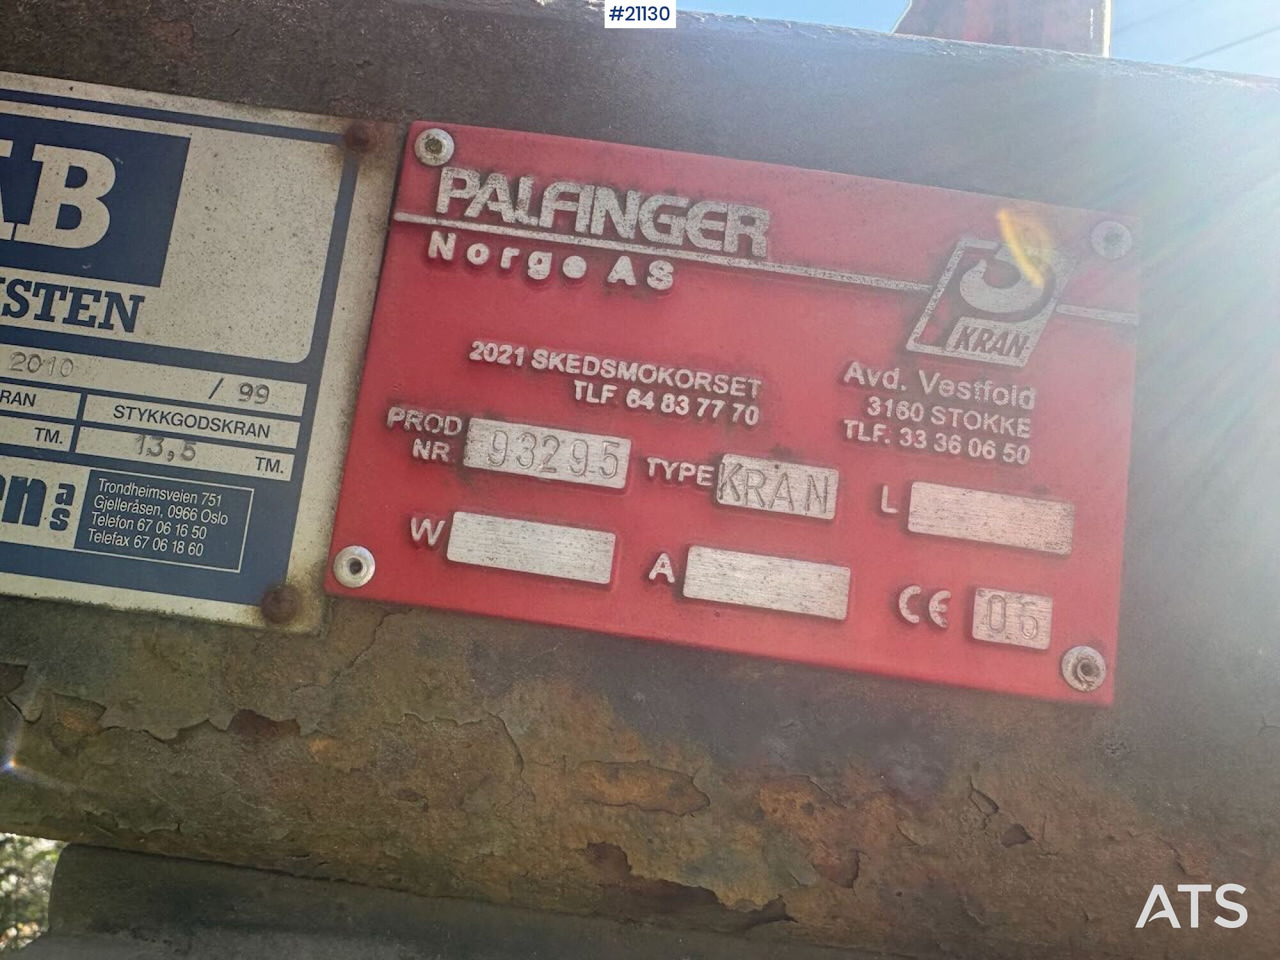 #21130
AB
STEN
2010
/ 99
RAN
STYKKGODSKRAN
TM.
13,5
TM.
en as
Trondheimsveien 751
Gjelleråsen, 0966 Oslo
Telefon 67 06 16 50
Telefax 67 06 18 60
PALFINGER
Norge AS
KRAN
2021 SKEDSMOKORSET
TLF. 64 83 77 70
Avd. Vestfold
3160 STOKKE
TLF. 33 36 06 50
PROD NR. 93295
TYPE KRAN
L
W
A
CE 06
ATS